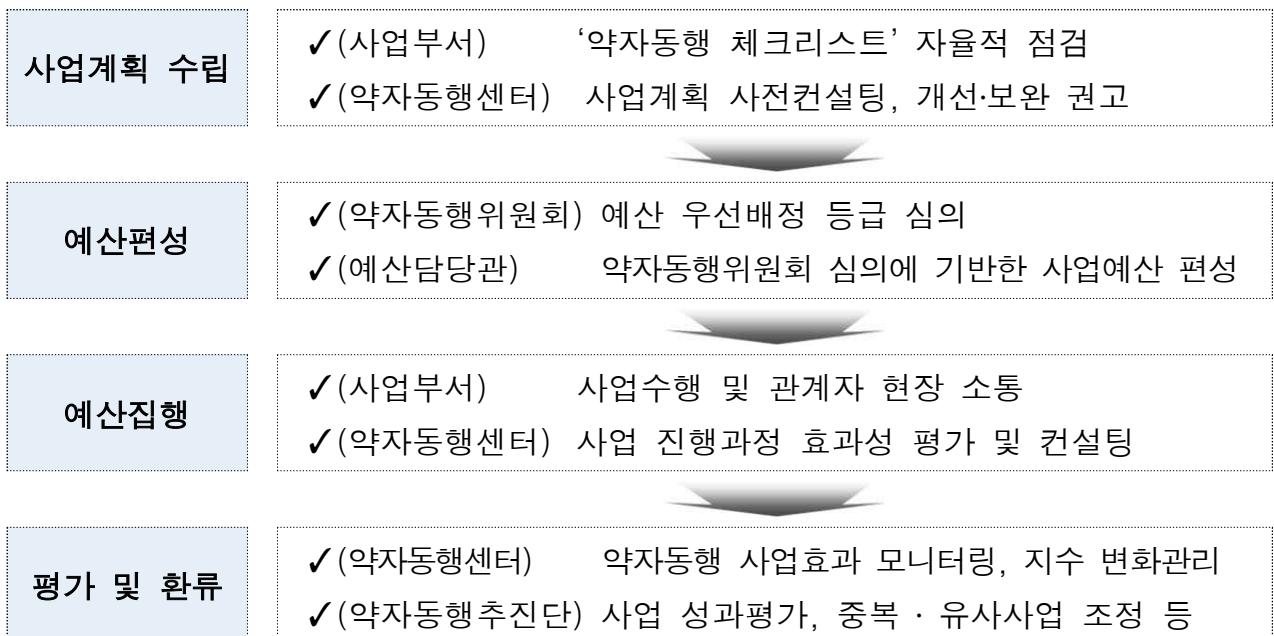 사업계획 수립
✓(사업부서) ‘약자동행 체크리스트’ 자율적 점검
✓(약자동행센터) 사업계획 사전컨설팅, 개선·보완 권고
예산편성
✓(약자동행위원회) 예산 우선배정 등급 심의
✓(예산담당관) 약자동행위원회 심의에 기반한 사업예산 편성
예산집행
✓(사업부서) 사업수행 및 관계자 현장 소통
✓(약자동행센터) 사업 진행과정 효과성 평가 및 컨설팅
평가 및 환류
✓(약자동행센터) 약자동행 사업효과 모니터링, 지수 변화관리
✓(약자동행추진단) 사업 성과평가, 중복 · 유사사업 조정 등